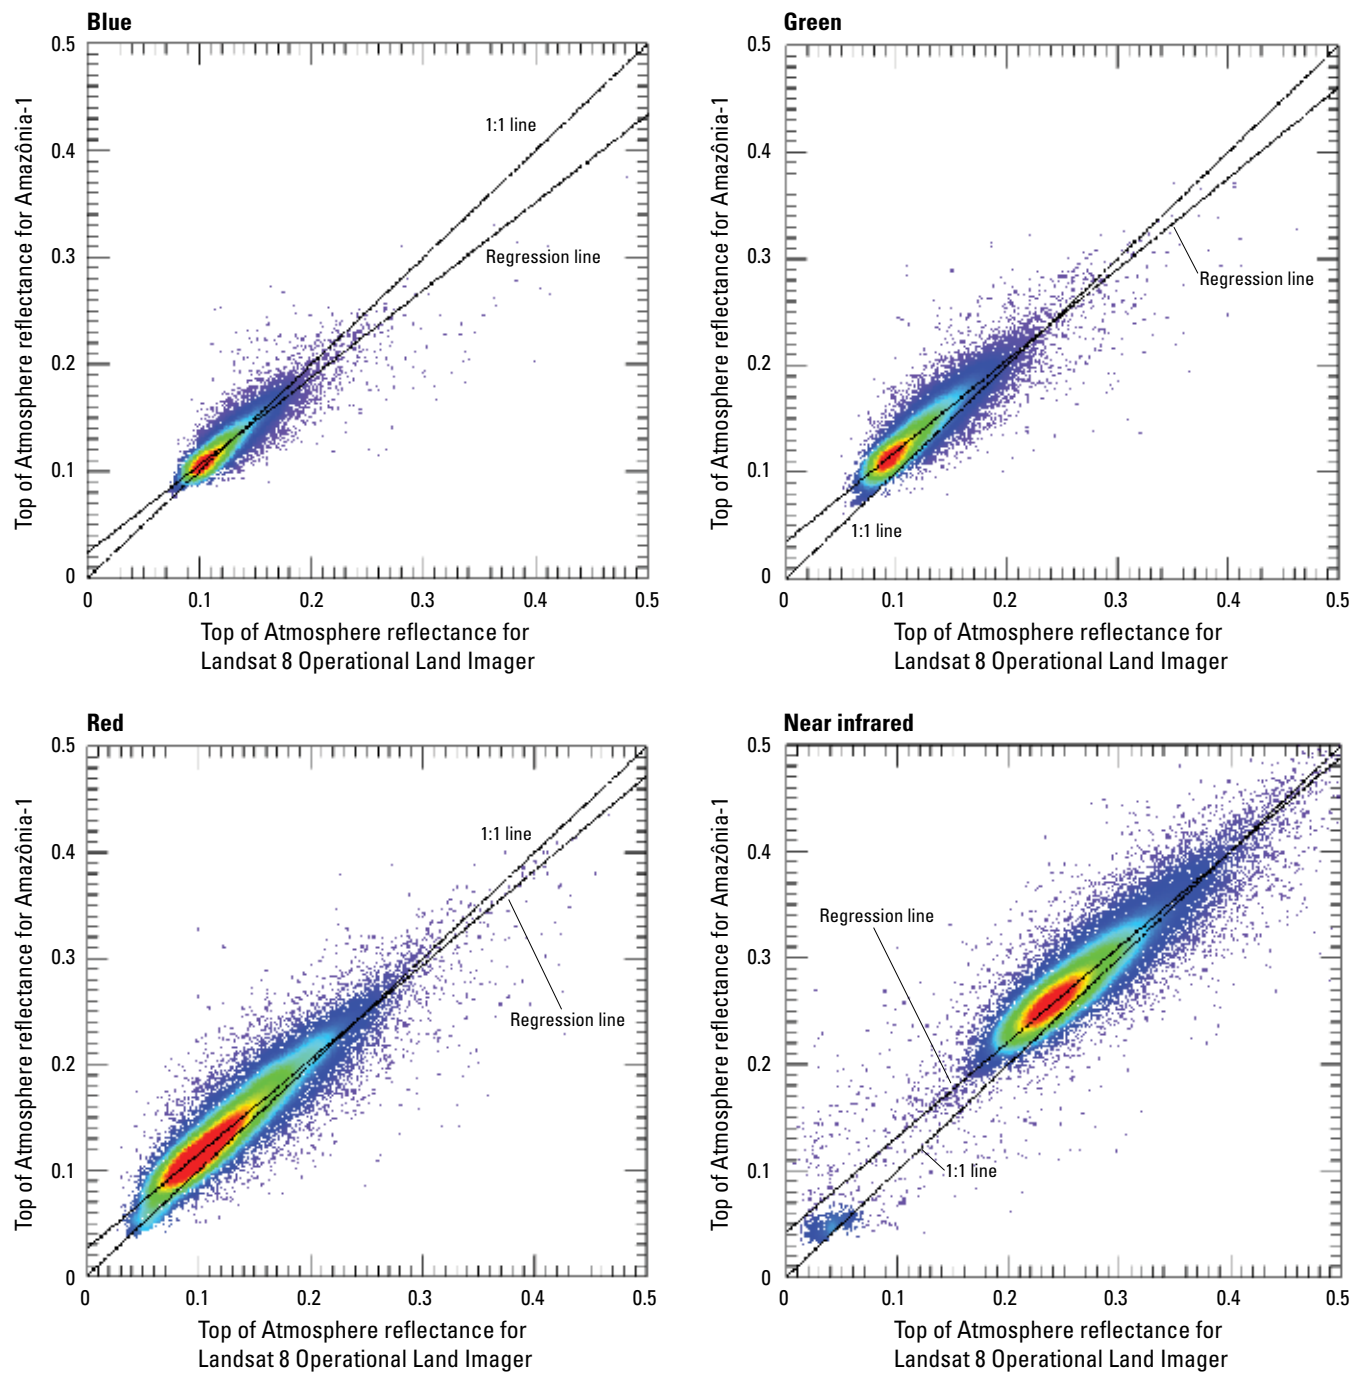 Blue
0.5
0.4
0.3
0.2
0.1
0
Top of Atmosphere reflectance for Amazônia-1
1:1 line
Regression line
0 0.1 0.2 0.3 0.4 0.5
Top of Atmosphere reflectance for
Landsat 8 Operational Land Imager
Green
0.5
0.4
0.3
0.2
0.1
0
Top of Atmosphere reflectance for Amazônia-1
Regression line
1:1 line
0 0.1 0.2 0.3 0.4 0.5
Top of Atmosphere reflectance for
Landsat 8 Operational Land Imager
Red
0.5
0.4
0.3
0.2
0.1
0
Top of Atmosphere reflectance for Amazônia-1
1:1 line
Regression line
0 0.1 0.2 0.3 0.4 0.5
Top of Atmosphere reflectance for
Landsat 8 Operational Land Imager
Near infrared
0.5
0.4
0.3
0.2
0.1
0
Top of Atmosphere reflectance for Amazônia-1
Regression line
1:1 line
0 0.1 0.2 0.3 0.4 0.5
Top of Atmosphere reflectance for
Landsat 8 Operational Land Imager